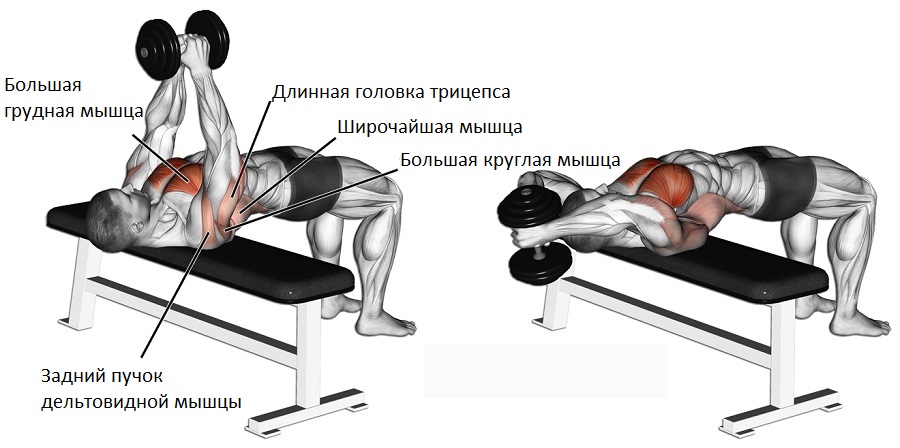 Большая
грудная мышца
Длинная головка трицепса
Широчайшая мышца
Большая круглая мышца
Задний пучок
дельтовидной мышцы